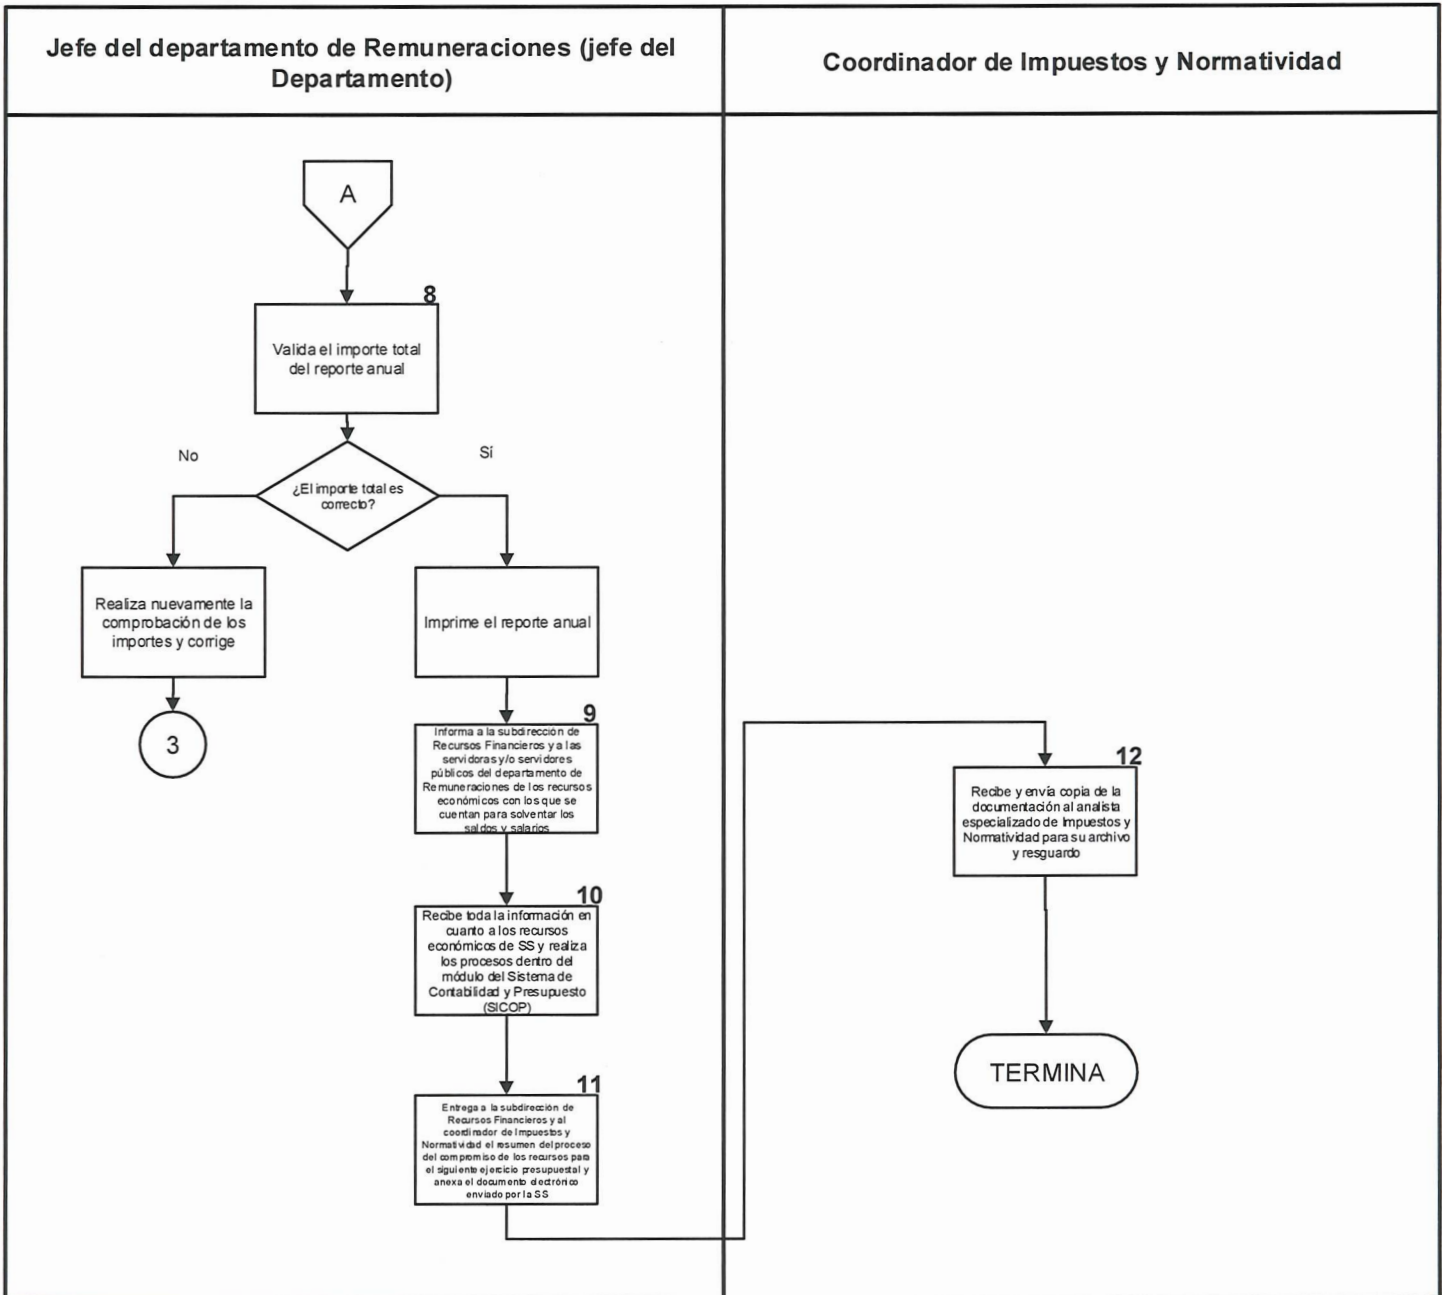 Jefe del departamento de Remuneraciones (jefe del
Departamento)
Coordinador de Impuestos y Normatividad
A
8
Valida el importe total
del reporte anual
No
Sí
¿El importe total es
correcto?
Realiza nuevamente la
comprobación de los
importes y corrige
Imprime el reporte anual
3
9
Informa a la subdirección de
Recursos Financieros y a las
servidoras y/o servidores
públicos del departamento de
Remuneraciones de los recursos
económicos con los que se
cuentan para solventar los
saldos y salarios
10
Recibe toda la información en
cuanto a los recursos
económicos de SS y realiza
los procesos dentro del
módulo del Sistema de
Contabilidad y Presupuesto
(SICOP)
11
Entrega a la subdirección de
Recursos Financieros y al
coordinador de Impuestos y
Normatividad el resumen del proceso
del compromiso de los recursos para
el siguiente ejercicio presupuestal y
anexa el documento electrónico
enviado por la SS
12
Recibe y envía copia de la
documentación al analista
especializado de Impuestos y
Normatividad para su archivo
y resguardo
TERMINA